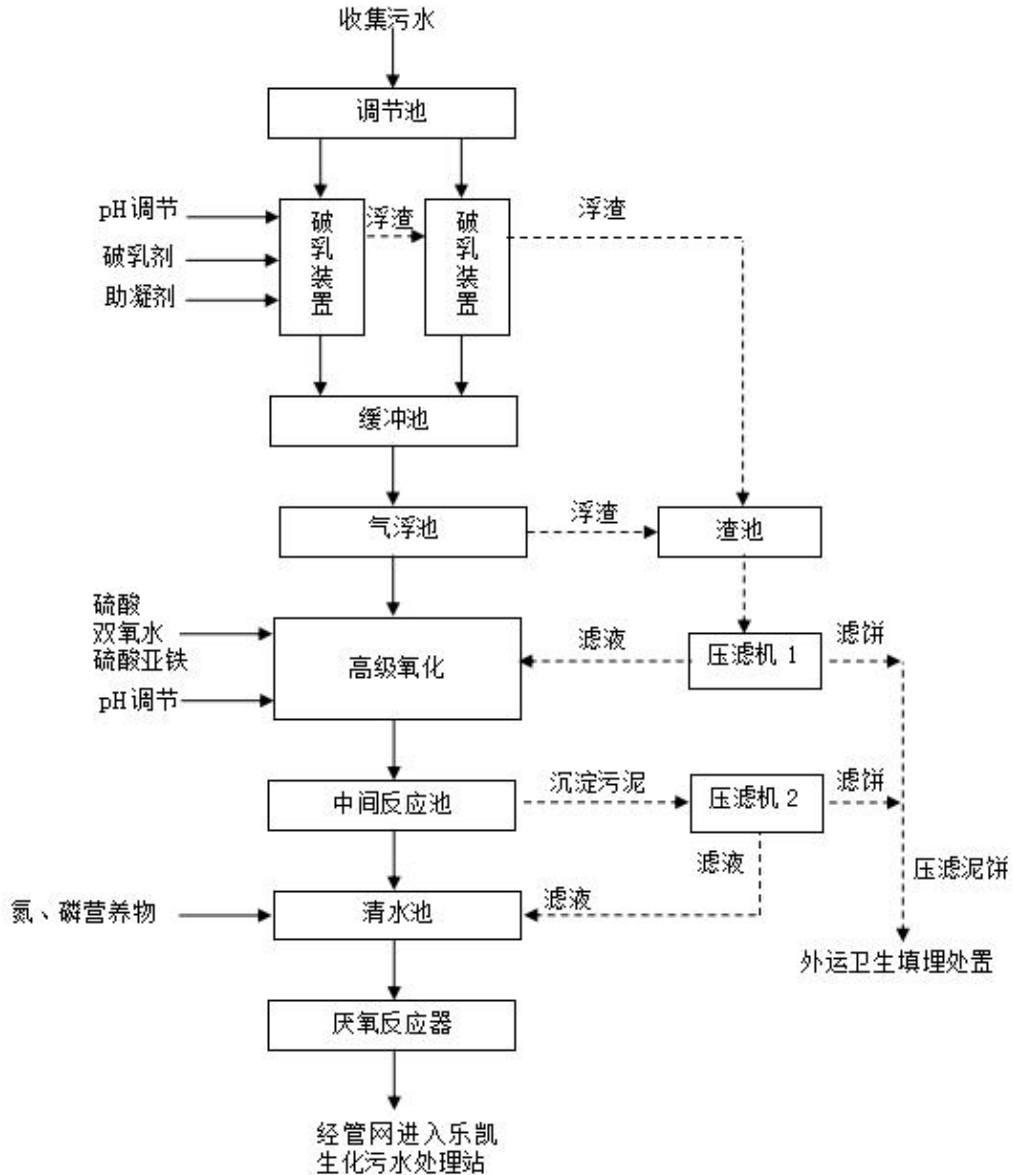 收集污水
调节池
pH调节
破乳剂
助凝剂
破乳装置
浮渣
破乳装置
浮渣
缓冲池
气浮池
浮渣
渣池
硫酸
双氧水
硫酸亚铁
pH调节
高级氧化
滤液
压滤机1
滤饼
中间反应池
沉淀污泥
压滤机2
滤饼
滤液
压滤泥饼
氮、磷营养物
清水池
滤液
外运卫生填埋处置
厌氧反应器
经管网进入乐凯
生化污水处理站